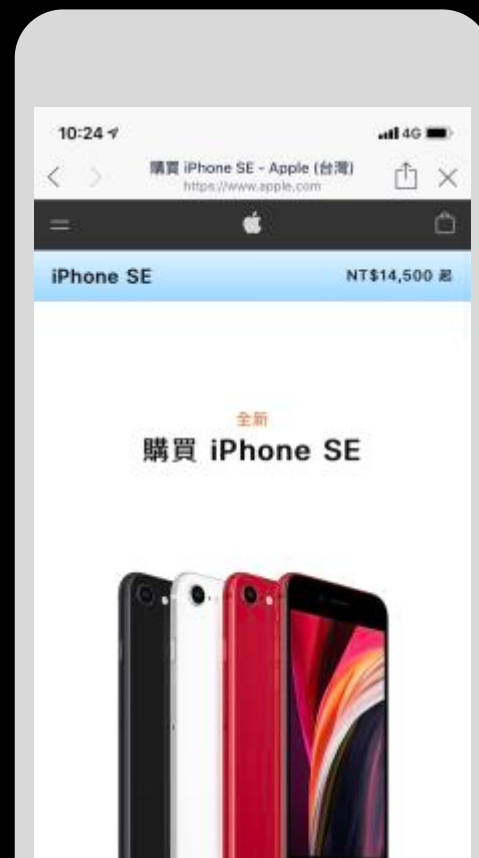 10:24
4G
購買 iPhone SE - Apple (台灣)
https://www.apple.com
iPhone SE
NT$14,500 起
全新
購買 iPhone SE